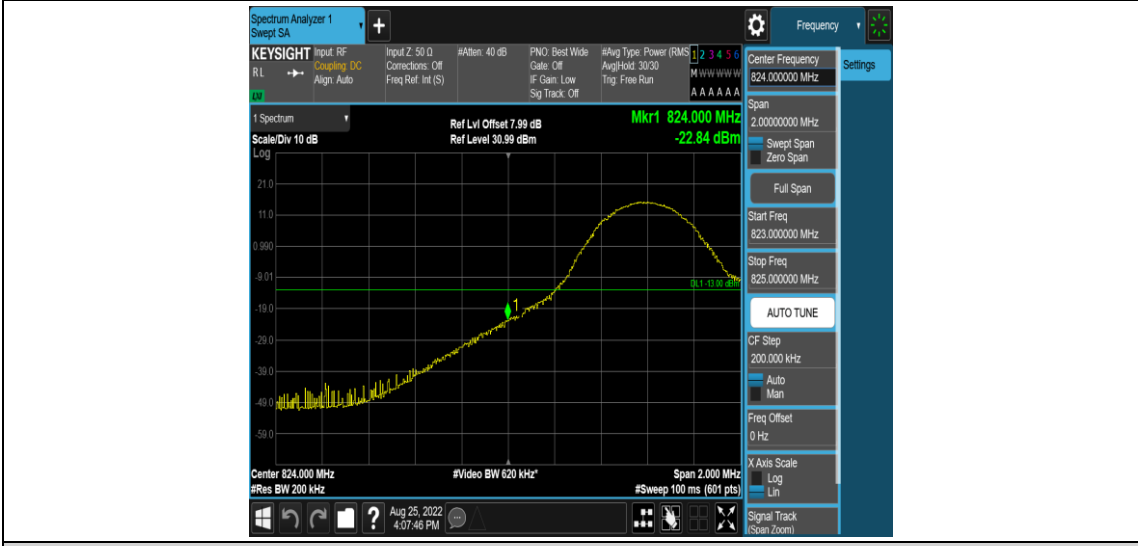 Spectrum Analyzer 1
Swept SA
+
Frequency
KEYSIGHT
RL
Input: RF
Coupling: DC
Align: Auto
Input Z: 50 Ω
Corrections: Off
Freq Ref: Int (S)
#Atten: 40 dB
PNO: Best Wide
Gate: Off
IF Gain: Low
Sig Track: Off
#Avg Type: Power (RMS
Avg|Hold: 30/30
Trig: Free Run
1 2 3 4 5 6
M W W W W W
A A A A A A
1 Spectrum
Scale/Div 10 dB
Log
Ref Lvl Offset 7.99 dB
Ref Level 30.99 dBm
Mkr1 824.000 MHz
-22.84 dBm
21.0
11.0
0.990
-9.01
-19.0
-29.0
-39.0
-49.0
-59.0
DL1 -13.00 dBm
1
Center 824.000 MHz
#Res BW 200 kHz
#Video BW 620 kHz*
Span 2.000 MHz
#Sweep 100 ms (601 pts)
?
Aug 25, 2022
4:07:46 PM
Center Frequency
824.000000 MHz
Span
2.00000000 MHz
Swept Span
Zero Span
Full Span
Start Freq
823.000000 MHz
Stop Freq
825.000000 MHz
AUTO TUNE
CF Step
200.000 kHz
Auto
Man
Freq Offset
0 Hz
X Axis Scale
Log
Lin
Signal Track
(Span Zoom)
Settings